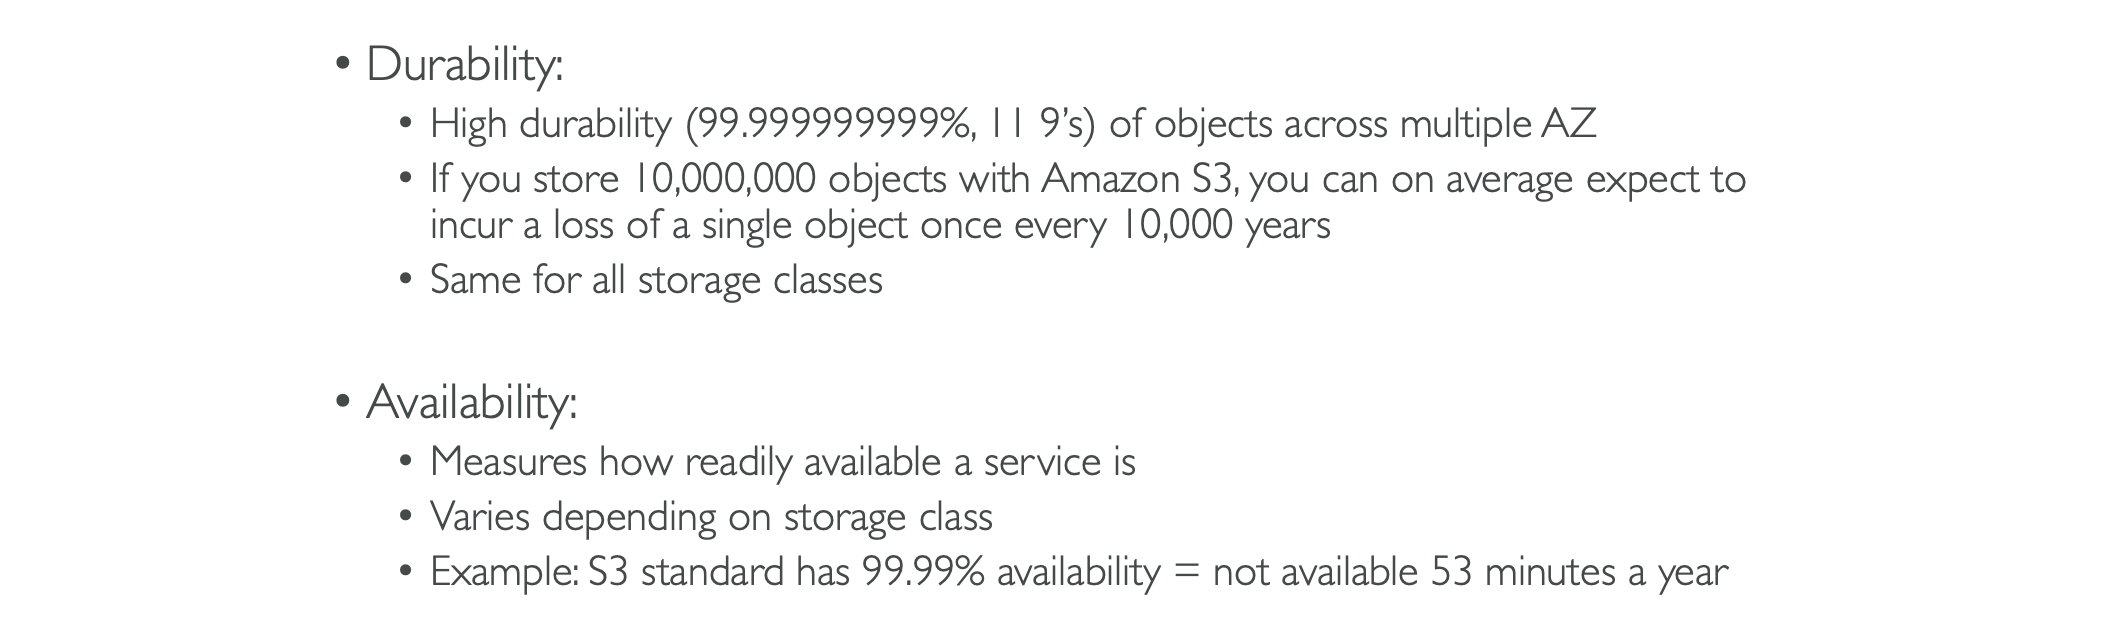 • Durability:
• High durability (99.999999999%, 11 9’s) of objects across multiple AZ
• If you store 10,000,000 objects with Amazon S3, you can on average expect to
incur a loss of a single object once every 10,000 years
• Same for all storage classes
• Availability:
• Measures how readily available a service is
• Varies depending on storage class
• Example: S3 standard has 99.99% availability = not available 53 minutes a year